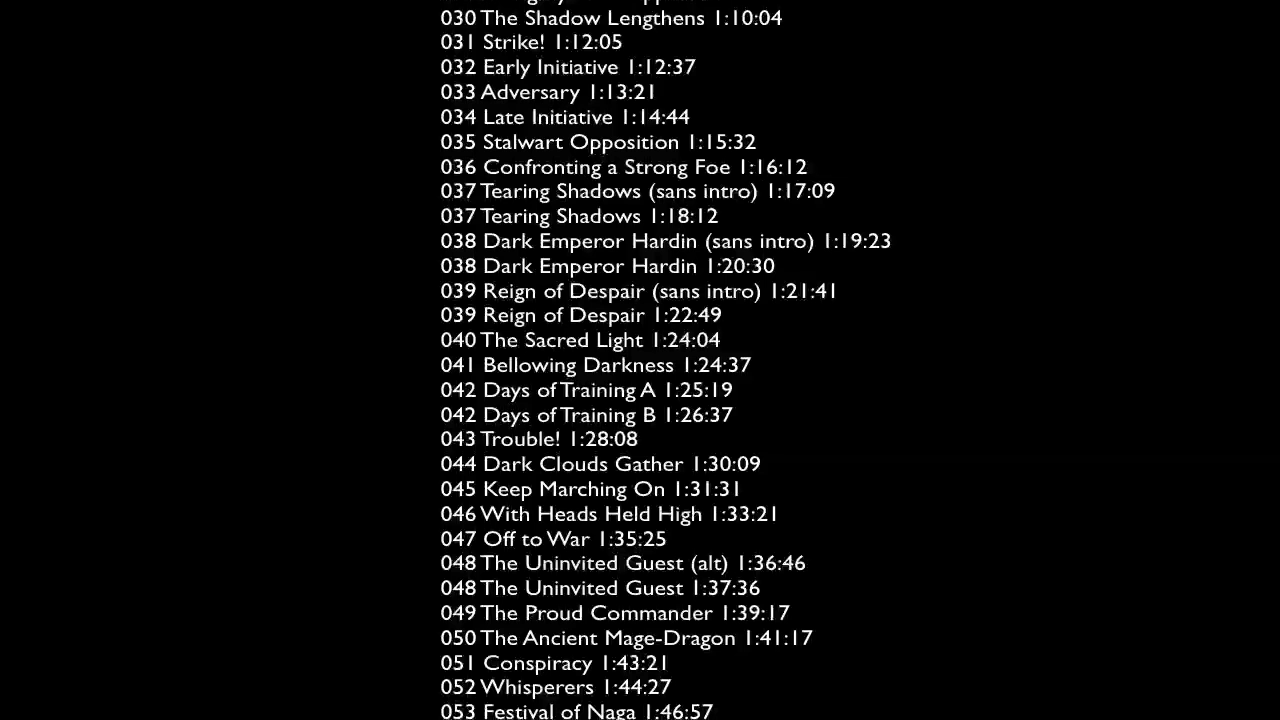 030 The Shadow Lengthens 1:10:04
031 Strike! 1:12:05
032 Early Initiative 1:12:37
033 Adversary 1:13:21
034 Late Initiative 1:14:44
035 Stalwart Opposition 1:15:32
036 Confronting a Strong Foe 1:16:12
037 Tearing Shadows (sans intro) 1:17:09
037 Tearing Shadows 1:18:12
038 Dark Emperor Hardin (sans intro) 1:19:23
038 Dark Emperor Hardin 1:20:30
039 Reign of Despair (sans intro) 1:21:41
039 Reign of Despair 1:22:49
040 The Sacred Light 1:24:04
041 Bellowing Darkness 1:24:37
042 Days of Training A 1:25:19
042 Days of Training B 1:26:37
043 Trouble! 1:28:08
044 Dark Clouds Gather 1:30:09
045 Keep Marching On 1:31:31
046 With Heads Held High 1:33:21
047 Off to War 1:35:25
048 The Uninvited Guest (alt) 1:36:46
048 The Uninvited Guest 1:37:36
049 The Proud Commander 1:39:17
050 The Ancient Mage-Dragon 1:41:17
051 Conspiracy 1:43:21
052 Whisperers 1:44:27
053 Festival of Naga 1:46:57